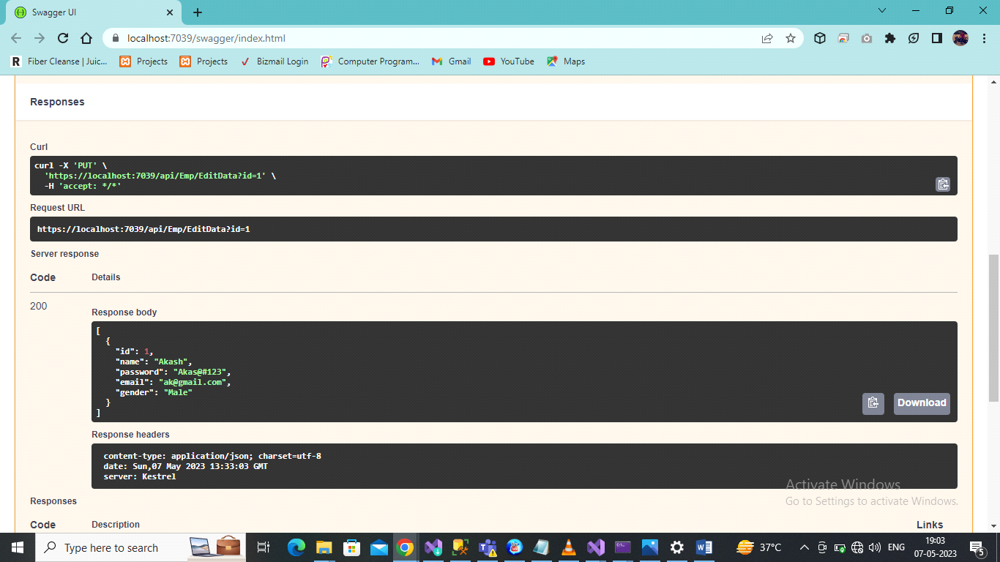 Swagger UI
localhost:7039/swagger/index.html
R Fiber Cleanse | Juic... Projects Projects Bizmail Login Computer Program... Gmail YouTube Maps
Responses
Curl
curl -X 'PUT' \
'https://localhost:7039/api/Emp/EditData?id=1' \
-H 'accept: */*'
Request URL
https://localhost:7039/api/Emp/EditData?id=1
Server response
Code Details
200
Response body
[
{
"id": 1,
"name": "Akash",
"password": "Akas@#123",
"email": "ak@gmail.com",
"gender": "Male"
}
]
Download
Response headers
content-type: application/json; charset=utf-8
date: Sun,07 May 2023 13:33:03 GMT
server: Kestrel
Activate Windows
Go to Settings to activate Windows.
Responses
Code Description Links
Type here to search
37°C
ENG
19:03
07-05-2023
5